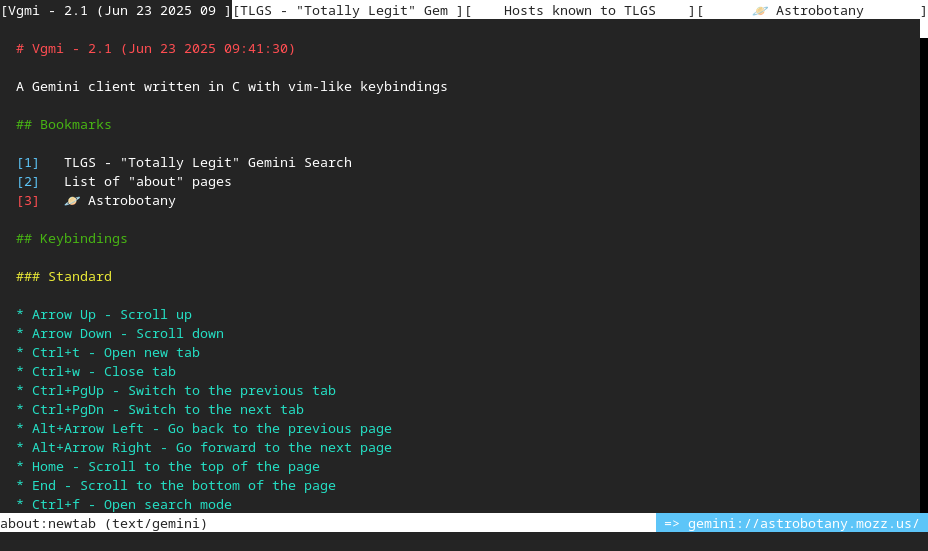 [Vgmi - 2.1 (Jun 23 2025 09 ][TLGS - "Totally Legit" Gem ][    Hosts known to TLGS    ][      🪐 Astrobotany       ]
# Vgmi - 2.1 (Jun 23 2025 09:41:30)
A Gemini client written in C with vim-like keybindings
## Bookmarks
[1]   TLGS - "Totally Legit" Gemini Search
[2]   List of "about" pages
[3]   🪐 Astrobotany
## Keybindings
### Standard
* Arrow Up - Scroll up
* Arrow Down - Scroll down
* Ctrl+t - Open new tab
* Ctrl+w - Close tab
* Ctrl+PgUp - Switch to the previous tab
* Ctrl+PgDn - Switch to the next tab
* Alt+Arrow Left - Go back to the previous page
* Alt+Arrow Right - Go forward to the next page
* Home - Scroll to the top of the page
* End - Scroll to the bottom of the page
* Ctrl+f - Open search mode
about:newtab (text/gemini) => gemini://astrobotany.mozz.us/